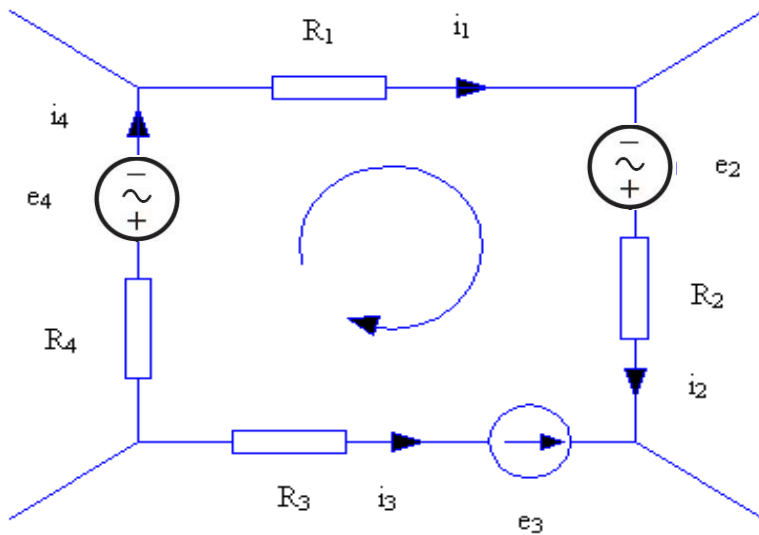 R1 i1
i4
− −
e4 ~ ~ e2
+ +
R2
R4
i2
R3 i3 e3